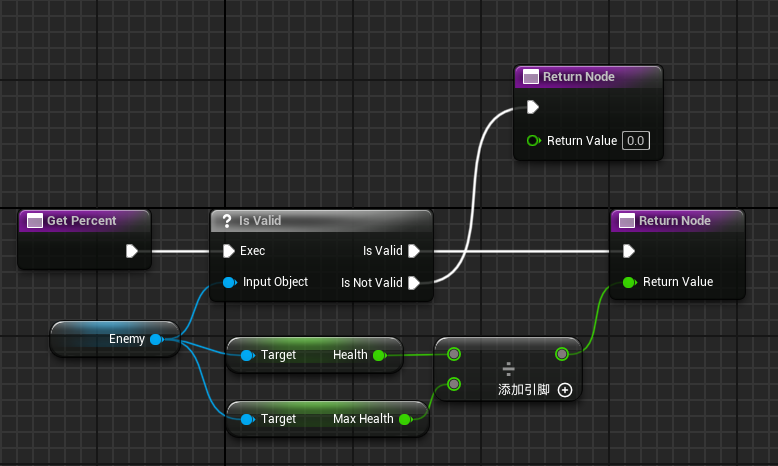 Return Node
Return Value 0.0
Get Percent
? Is Valid
Return Node
Exec
Is Valid
Input Object
Is Not Valid
Return Value
Enemy
Target
Health
÷
添加引脚
Target
Max Health